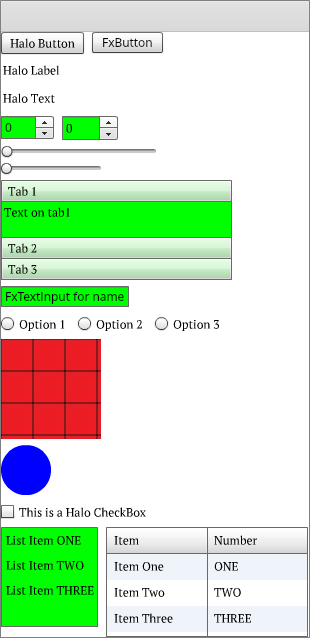 Halo Button FxButton
Halo Label
Halo Text
0 0
Tab 1
Text on tab1
Tab 2
Tab 3
FxTextInput for name
Option 1 Option 2 Option 3
This is a Halo CheckBox
List Item ONE
List Item TWO
List Item THREE
Item Number
Item One ONE
Item Two TWO
Item Three THREE